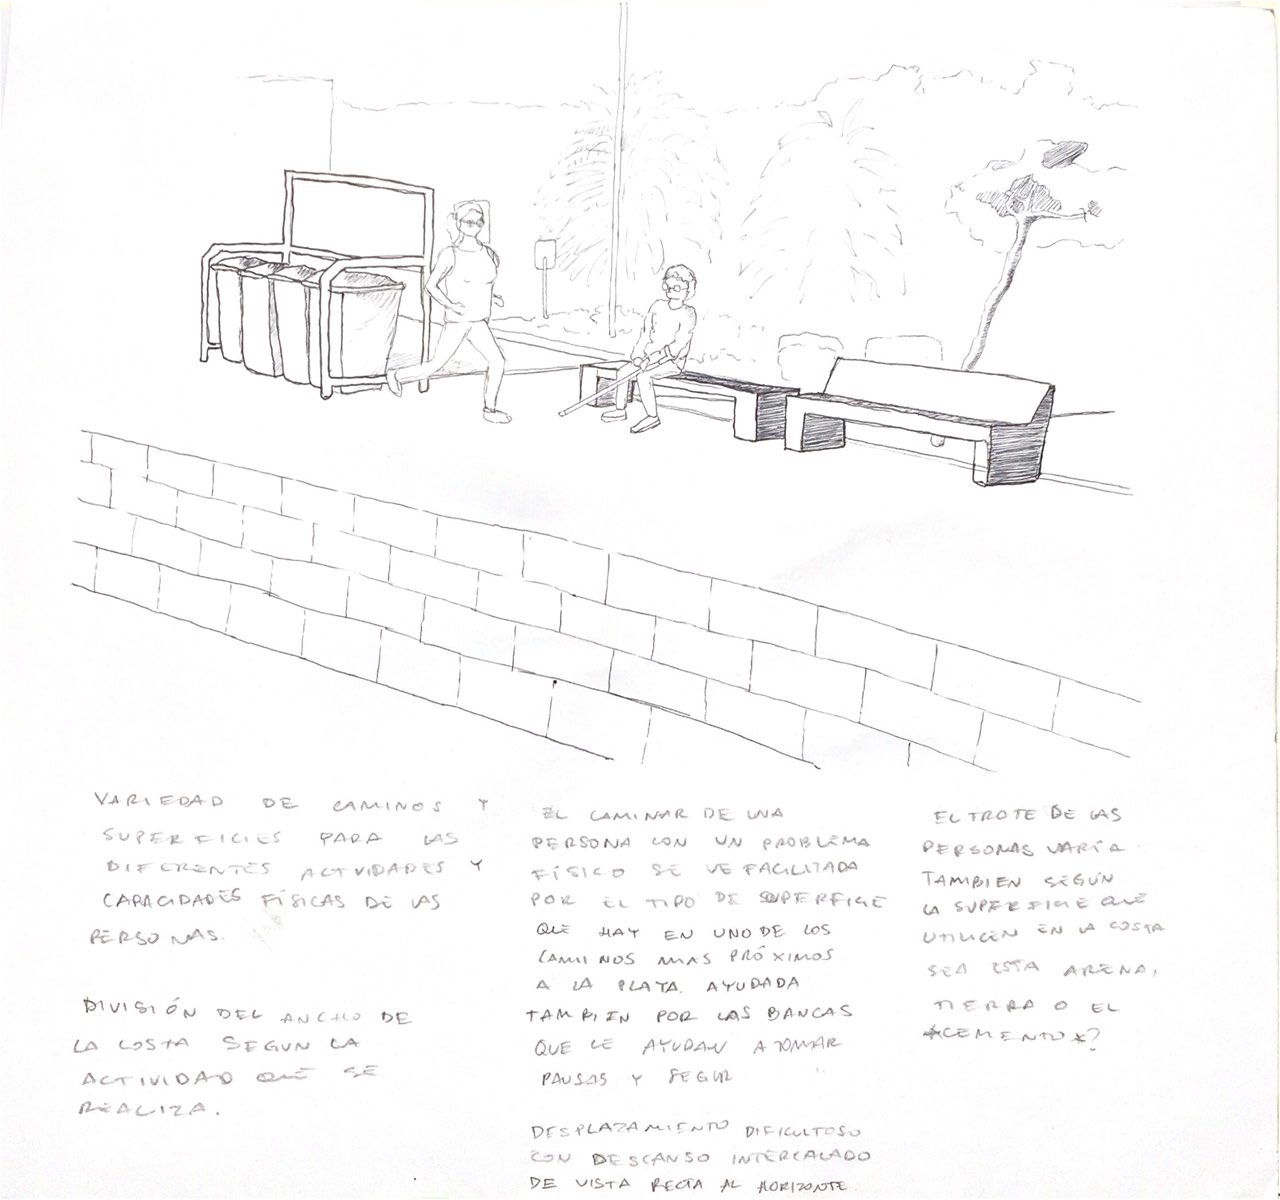 VARIEDAD DE CAMINOS Y
SUPERFICIES PARA LAS
DIFERENTES ACTVIDADES Y
CAPACIDADES FÍSICAS DE LAS
PERSONAS.
DIVISIÓN DEL ANCHO DE
LA COSTA SEGUN LA
ACTIVIDAD QUE SE
REALIZA.
EL CAMINAR DE UNA
PERSONA CON UN PROBLEMA
FÍSICO SE VE FACILITADA
POR EL TIPO DE SUPERFICIE
QUE HAY EN UNO DE LOS
CAMINOS MAS PRÓXIMOS
A LA PLAYA. AYUDADA
TAMBIEN POR LAS BANCAS
QUE LE AYUDAN A TOMAR
PAUSAS Y SEGUIR
DESPLAZAMIENTO DIFICULTOSO
CON DESCANSO INTERCALADO
DE VISTA RECTA AL HORIZONTE
EL TROTE DE LAS
PERSONAS VARÍA
TAMBIEN SEGÚN
LA SUPERFICIE QUE
UTILICEN EN LA COSTA
SEA ESTA ARENA,
TIERRA O EL
*CEMENTO*?